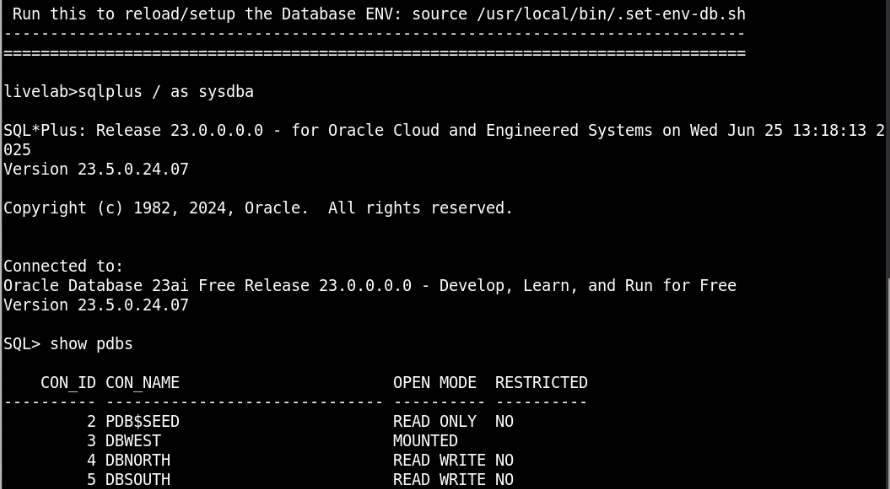 Run this to reload/setup the Database ENV: source /usr/local/bin/.set-env-db.sh
--------------------------------------------------------------------------------
================================================================================
livelab>sqlplus / as sysdba
SQL*Plus: Release 23.0.0.0.0 - for Oracle Cloud and Engineered Systems on Wed Jun 25 13:18:13 2
025
Version 23.5.0.24.07
Copyright (c) 1982, 2024, Oracle.  All rights reserved.
Connected to:
Oracle Database 23ai Free Release 23.0.0.0.0 - Develop, Learn, and Run for Free
Version 23.5.0.24.07
SQL> show pdbs
    CON_ID CON_NAME                       OPEN MODE  RESTRICTED
---------- ------------------------------ ---------- ----------
         2 PDB$SEED                       READ ONLY  NO
         3 DBWEST                         MOUNTED
         4 DBNORTH                        READ WRITE NO
         5 DBSOUTH                        READ WRITE NO